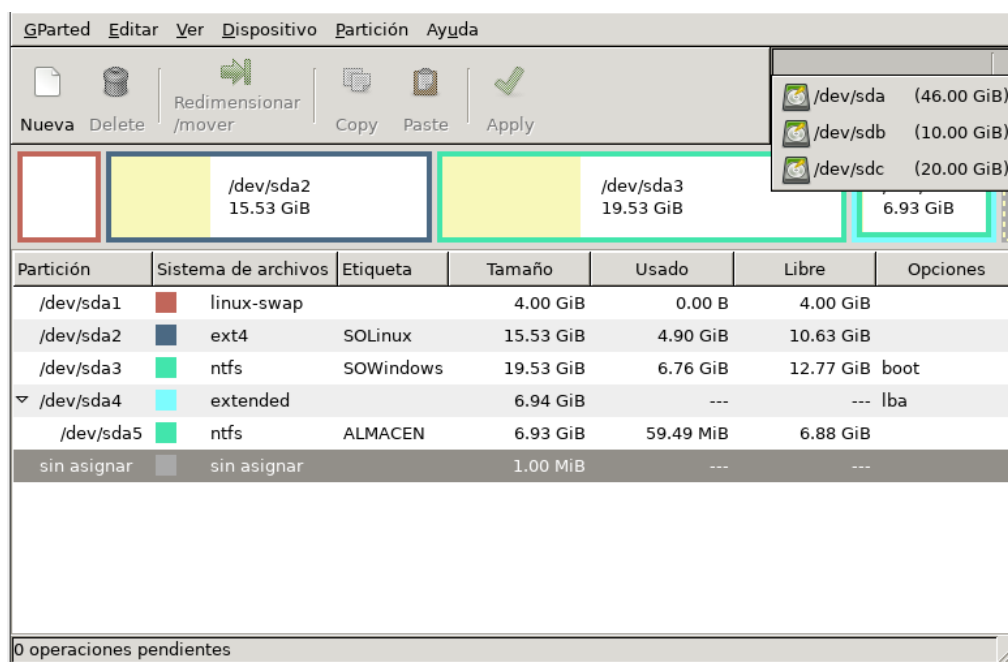 GParted Editar Ver Dispositivo Partición Ayuda
Nueva Delete Redimensionar /mover Copy Paste Apply
/dev/sda (46.00 GiB)
/dev/sdb (10.00 GiB)
/dev/sdc (20.00 GiB)
/dev/sda2 /dev/sda3
15.53 GiB 19.53 GiB 6.93 GiB
Partición Sistema de archivos Etiqueta Tamaño Usado Libre Opciones
/dev/sda1 linux-swap 4.00 GiB 0.00 B 4.00 GiB
/dev/sda2 ext4 SOLinux 15.53 GiB 4.90 GiB 10.63 GiB
/dev/sda3 ntfs SOWindows 19.53 GiB 6.76 GiB 12.77 GiB boot
/dev/sda4 extended 6.94 GiB --- --- lba
/dev/sda5 ntfs ALMACEN 6.93 GiB 59.49 MiB 6.88 GiB
sin asignar sin asignar 1.00 MiB --- ---
0 operaciones pendientes